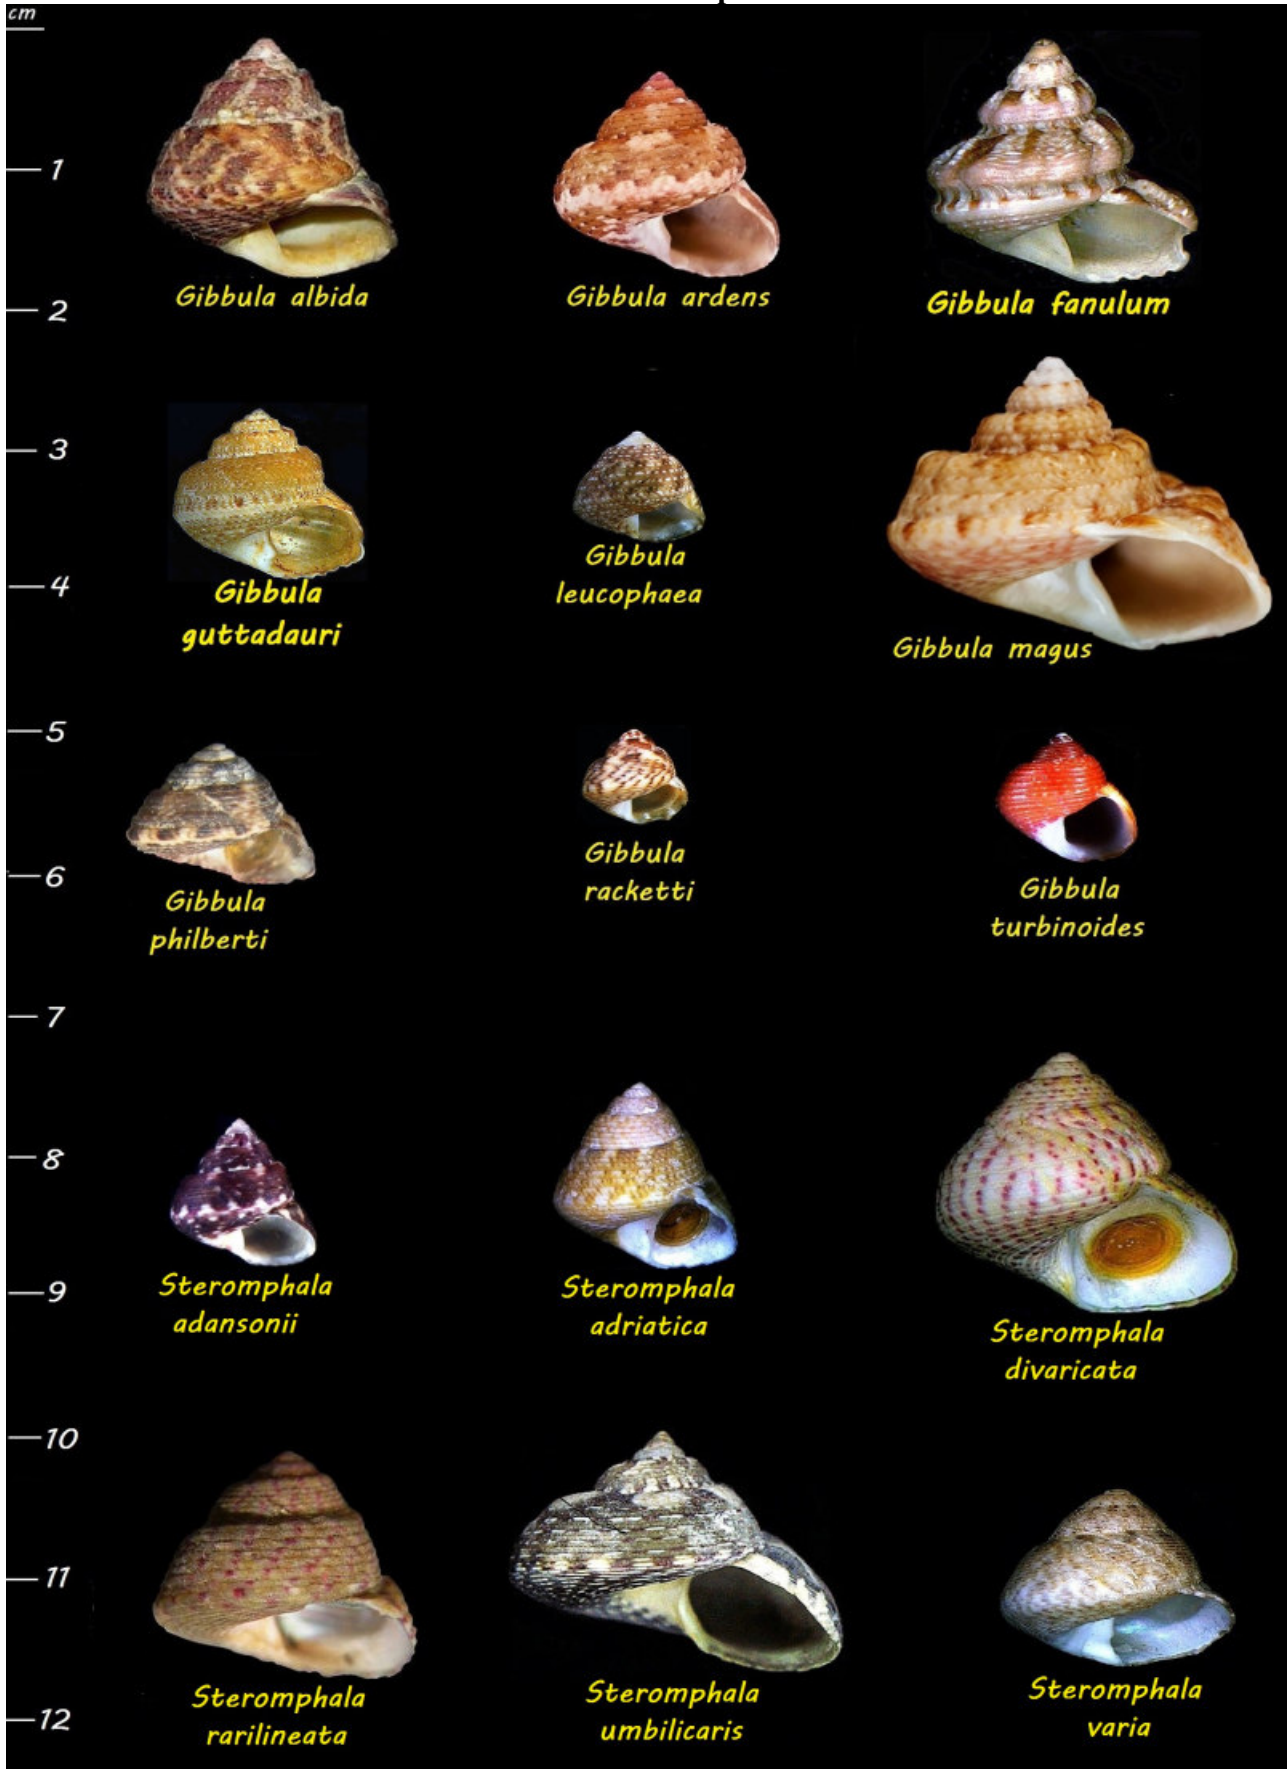 cm
1
Gibbula albida
Gibbula ardens
Gibbula fanulum
2
3
4
Gibbula
guttadauri
Gibbula
leucophaea
Gibbula magus
5
6
Gibbula
philberti
Gibbula
racketti
Gibbula
turbinoides
7
8
9
Steromphala
adansonii
Steromphala
adriatica
Steromphala
divaricata
10
11
12
Steromphala
rarilineata
Steromphala
umbilicaris
Steromphala
varia